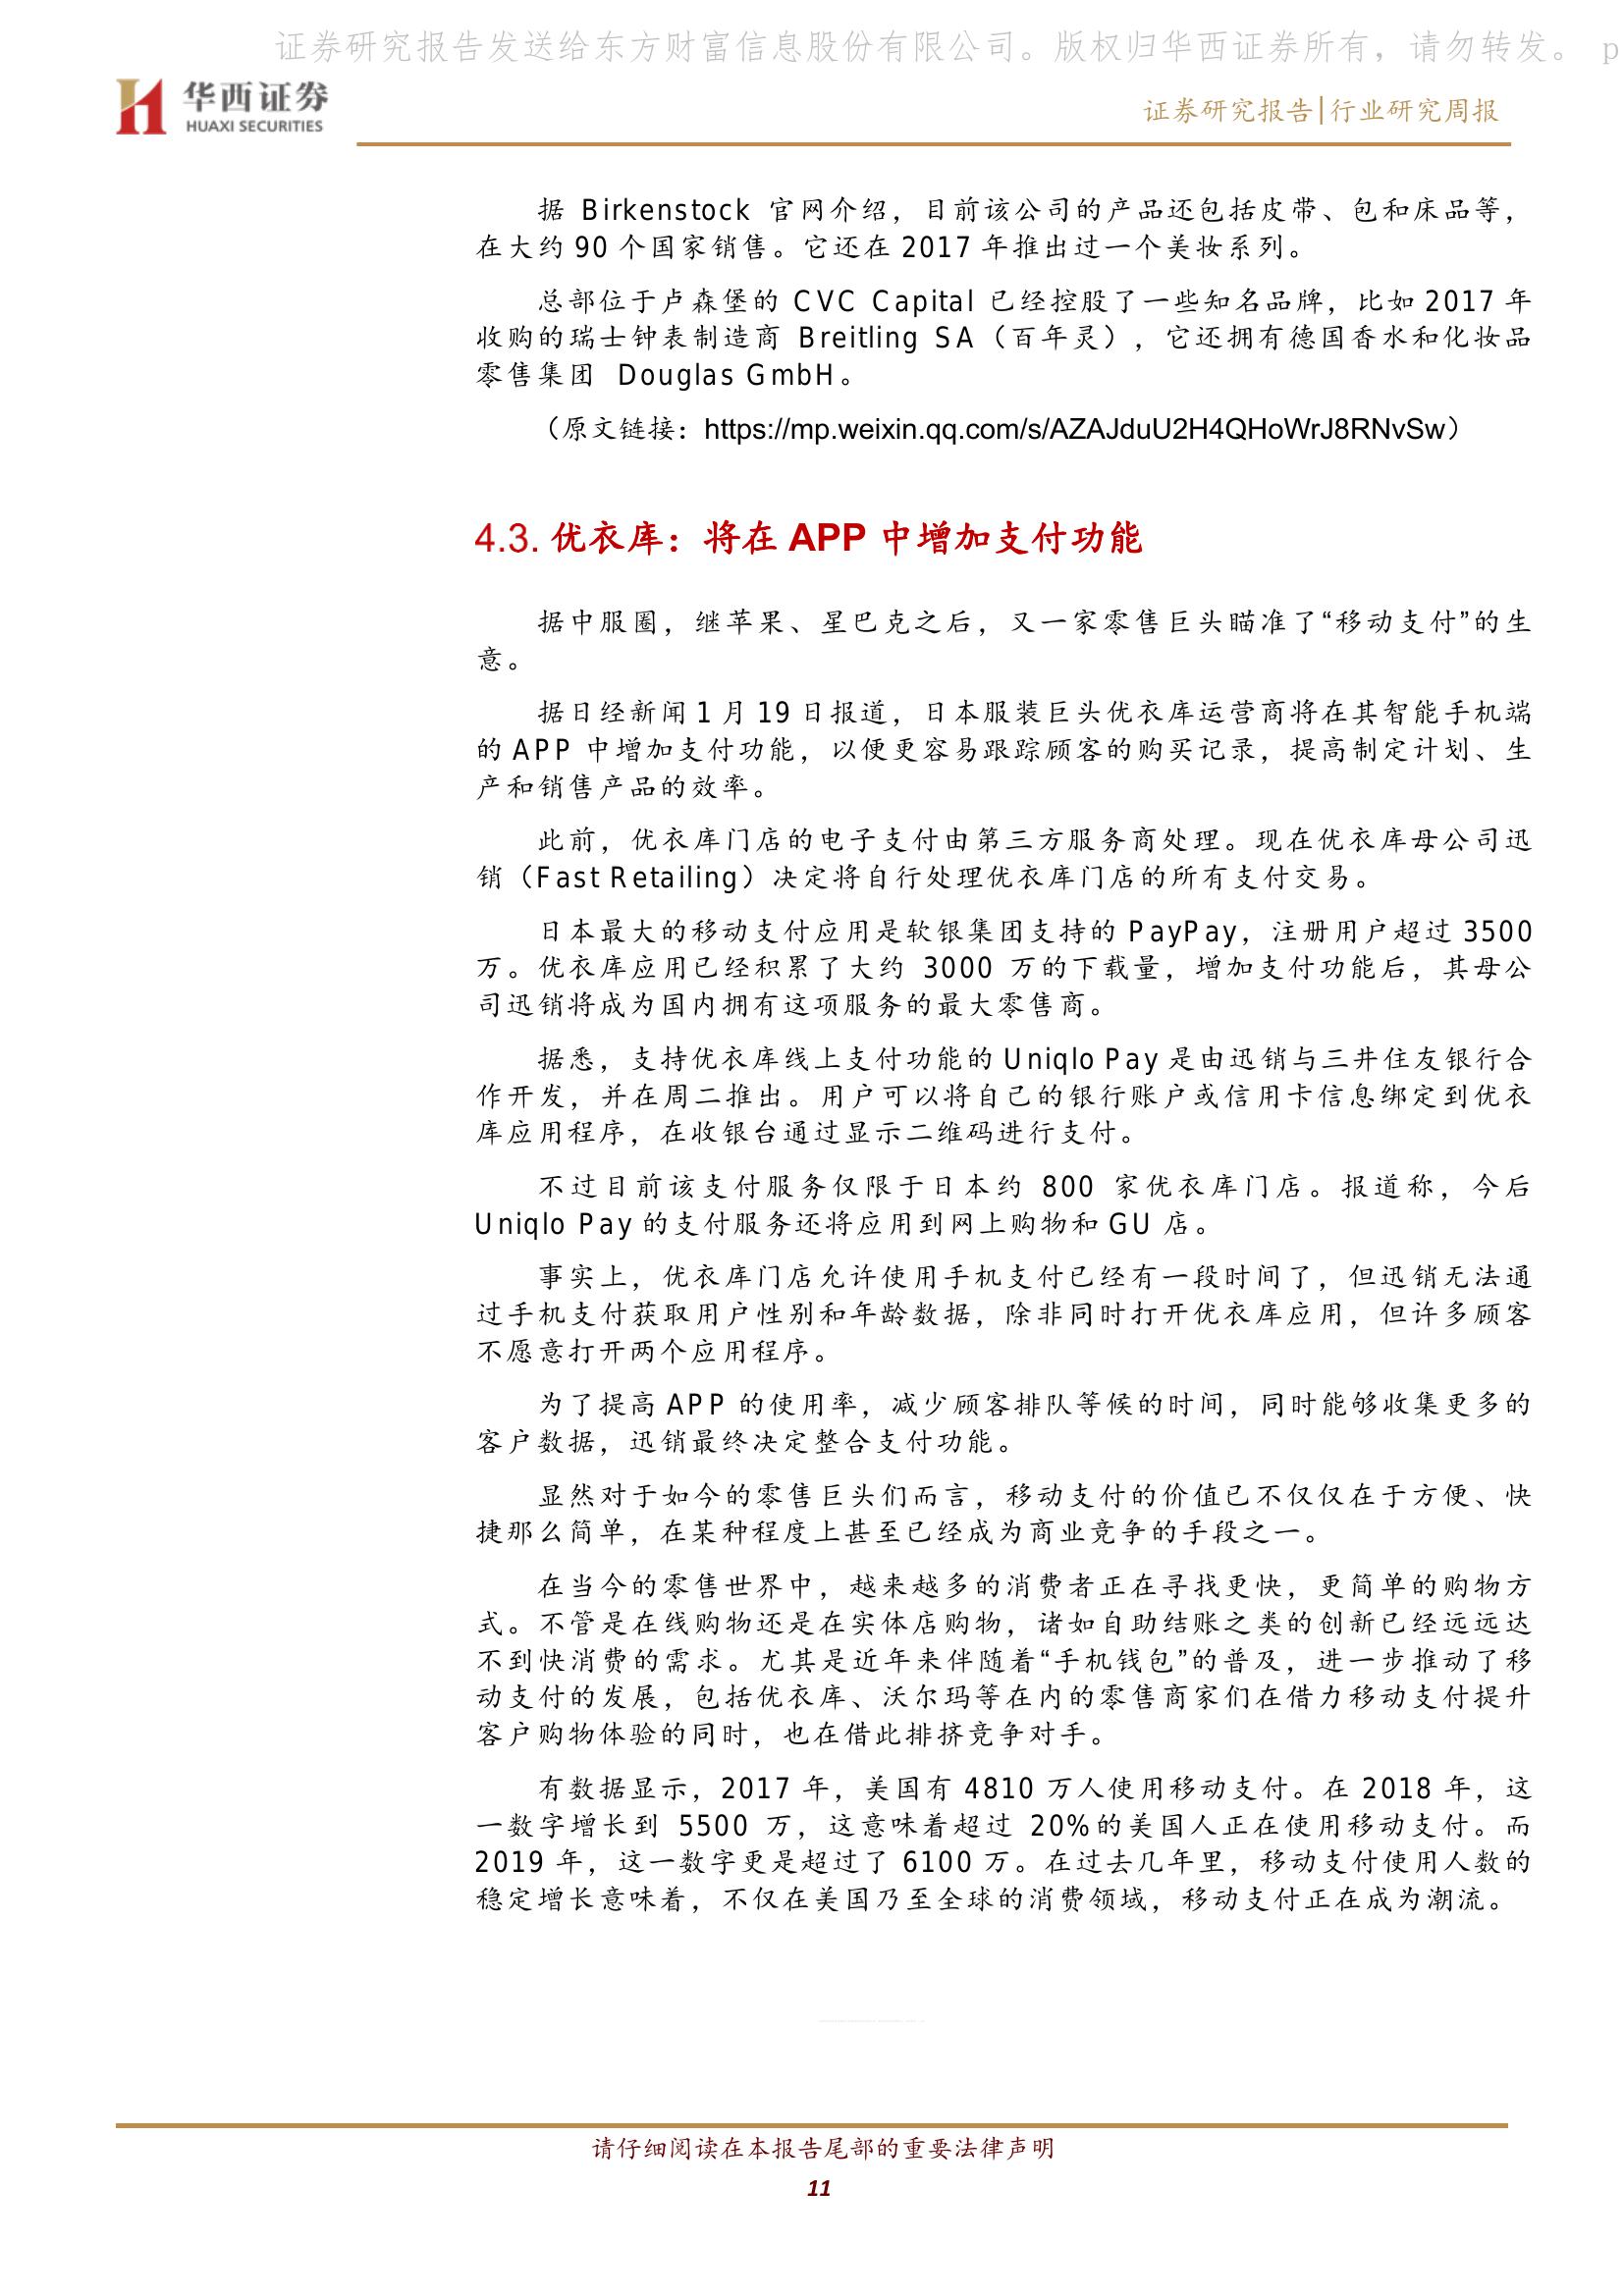 证券研究报告发送给东方财富信息股份有限公司。版权归华西证券所有，请勿转发。 p
华西证券
HUAXI SECURITIES
证券研究报告|行业研究周报
据 Birkenstock 官网介绍，目前该公司的产品还包括皮带、包和床品等，
在大约 90 个国家销售。它还在 2017 年推出过一个美妆系列。
总部位于卢森堡的 CVC Capital 已经控股了一些知名品牌，比如 2017 年
收购的瑞士钟表制造商 Breitling SA（百年灵），它还拥有德国香水和化妆品
零售集团 Douglas GmbH。
（原文链接：https://mp.weixin.qq.com/s/AZAJduU2H4QHoWrJ8RNvSw）
4.3. 优衣库：将在 APP 中增加支付功能
据中服圈，继苹果、星巴克之后，又一家零售巨头瞄准了“移动支付”的生
意。
据日经新闻 1 月 19 日报道，日本服装巨头优衣库运营商将在其智能手机端
的 APP 中增加支付功能，以便更容易跟踪顾客的购买记录，提高制定计划、生
产和销售产品的效率。
此前，优衣库门店的电子支付由第三方服务商处理。现在优衣库母公司迅
销（Fast Retailing）决定将自行处理优衣库门店的所有支付交易。
日本最大的移动支付应用是软银集团支持的 PayPay，注册用户超过 3500
万。优衣库应用已经积累了大约 3000 万的下载量，增加支付功能后，其母公
司迅销将成为国内拥有这项服务的最大零售商。
据悉，支持优衣库线上支付功能的 Uniqlo Pay 是由迅销与三井住友银行合
作开发，并在周二推出。用户可以将自己的银行账户或信用卡信息绑定到优衣
库应用程序，在收银台通过显示二维码进行支付。
不过目前该支付服务仅限于日本约 800 家优衣库门店。报道称，今后
Uniqlo Pay 的支付服务还将应用到网上购物和 GU 店。
事实上，优衣库门店允许使用手机支付已经有一段时间了，但迅销无法通
过手机支付获取用户性别和年龄数据，除非同时打开优衣库应用，但许多顾客
不愿意打开两个应用程序。
为了提高 APP 的使用率，减少顾客排队等候的时间，同时能够收集更多的
客户数据，迅销最终决定整合支付功能。
显然对于如今的零售巨头们而言，移动支付的价值已不仅仅在于方便、快
捷那么简单，在某种程度上甚至已经成为商业竞争的手段之一。
在当今的零售世界中，越来越多的消费者正在寻找更快，更简单的购物方
式。不管是在线购物还是在实体店购物，诸如自助结账之类的创新已经远远达
不到快消费的需求。尤其是近年来伴随着“手机钱包”的普及，进一步推动了移
动支付的发展，包括优衣库、沃尔玛等在内的零售商家们在借力移动支付提升
客户购物体验的同时，也在借此排挤竞争对手。
有数据显示，2017 年，美国有 4810 万人使用移动支付。在 2018 年，这
一数字增长到 5500 万，这意味着超过 20%的美国人正在使用移动支付。而
2019 年，这一数字更是超过了 6100 万。在过去几年里，移动支付使用人数的
稳定增长意味着，不仅在美国乃至全球的消费领域，移动支付正在成为潮流。
请仔细阅读在本报告尾部的重要法律声明
11